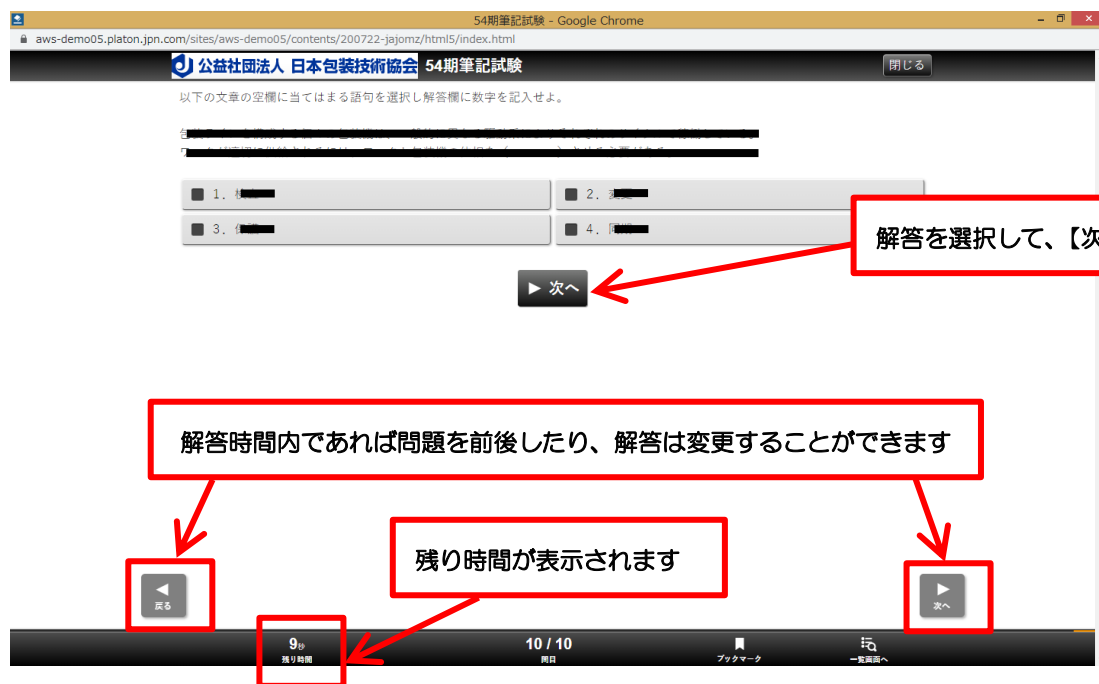 54期筆記試験 - Google Chrome
aws-demo05.platon.jpn.com/sites/aws-demo05/contents/200722-jajomz/html5/index.html
公益社団法人 日本包装技術協会 54期筆記試験
閉じる
以下の文章の空欄に当てはまる語句を選択し解答欄に数字を記入せよ。
1.
2.
3.
4.
解答を選択して、【次
▶ 次へ
解答時間内であれば問題を前後したり、解答は変更することができます
残り時間が表示されます
戻る
次へ
9秒
残り時間
10 / 10
問目
ブックマーク
一覧画面へ